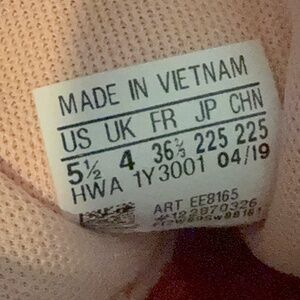 MADE IN VIETNAM
US UK FR JP CHN
5½ 4 36⅔ 225 225
HWA 1Y3001 04/19
ART EE8165
#122870326